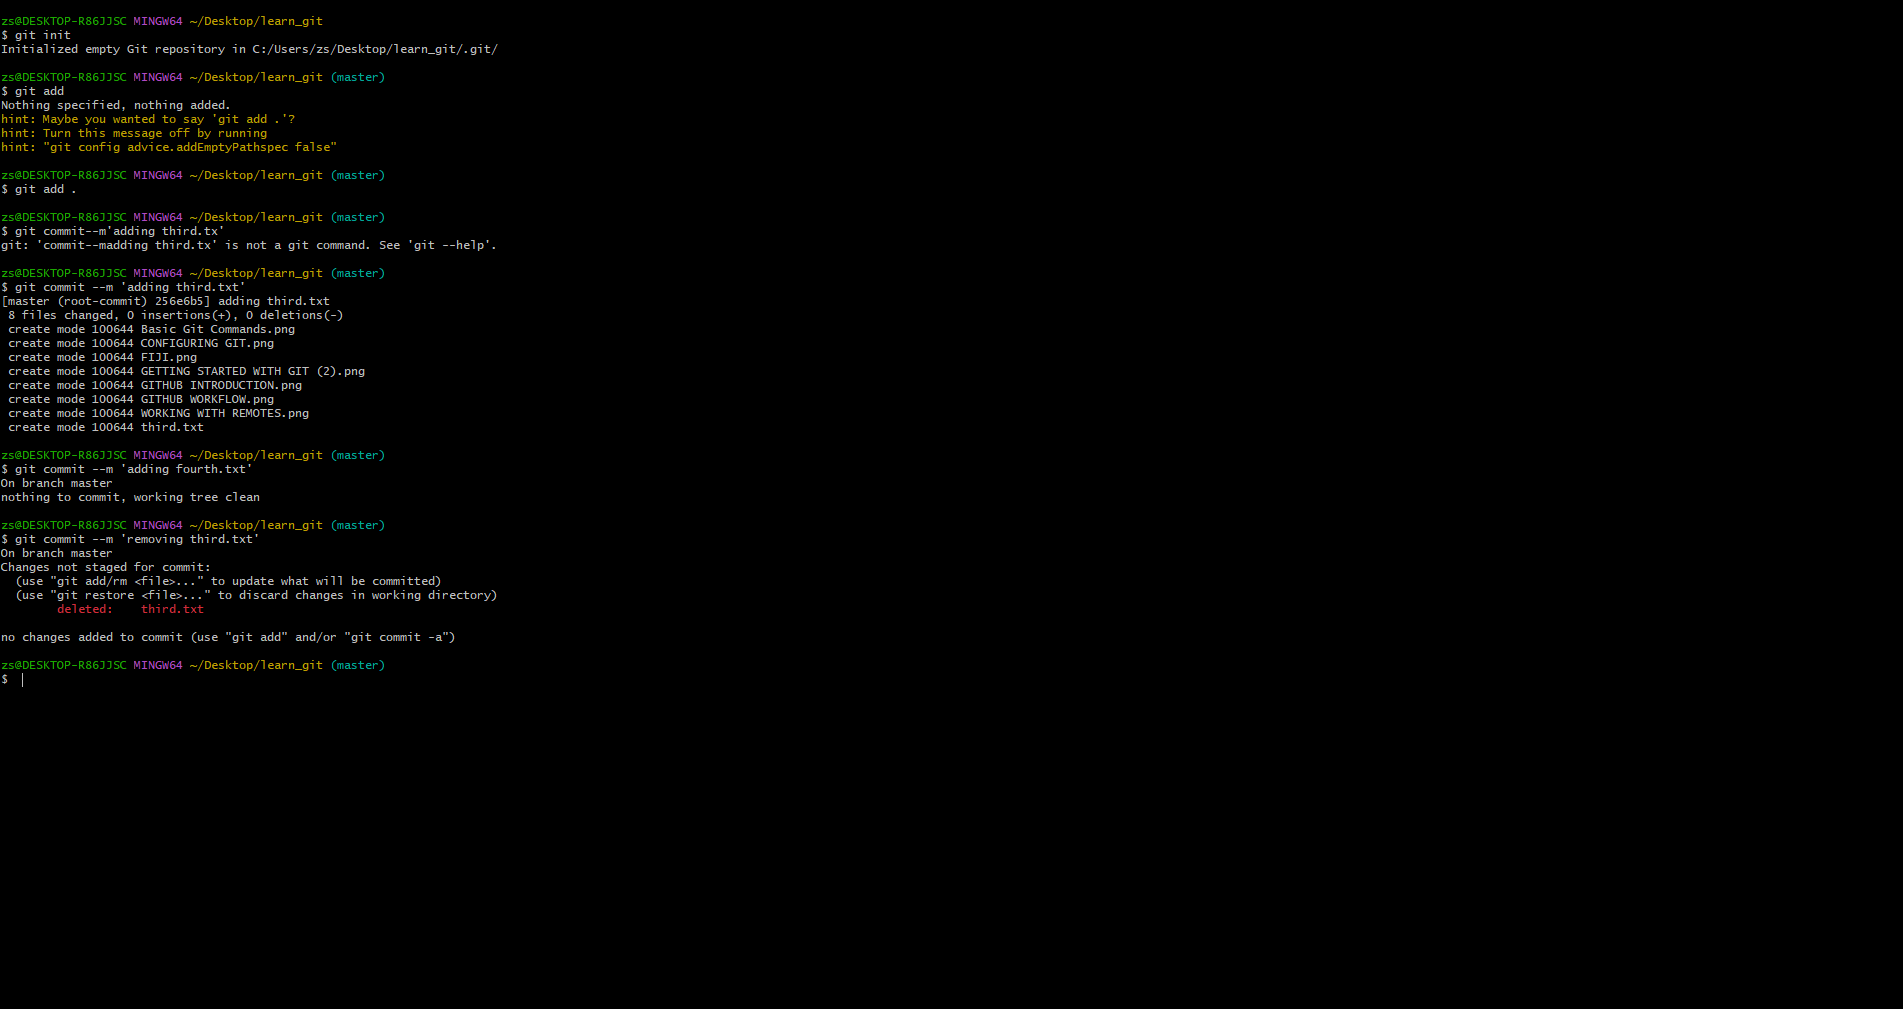 zs@DESKTOP-R86JJSC MINGW64 ~/Desktop/learn_git
$ git init
Initialized empty Git repository in C:/Users/zs/Desktop/learn_git/.git/
zs@DESKTOP-R86JJSC MINGW64 ~/Desktop/learn_git (master)
$ git add
Nothing specified, nothing added.
hint: Maybe you wanted to say 'git add .'?
hint: Turn this message off by running
hint: "git config advice.addEmptyPathspec false"
zs@DESKTOP-R86JJSC MINGW64 ~/Desktop/learn_git (master)
$ git add .
zs@DESKTOP-R86JJSC MINGW64 ~/Desktop/learn_git (master)
$ git commit--m'adding third.tx'
git: 'commit--madding third.tx' is not a git command. See 'git --help'.
zs@DESKTOP-R86JJSC MINGW64 ~/Desktop/learn_git (master)
$ git commit --m 'adding third.txt'
[master (root-commit) 256e6b5] adding third.txt
 8 files changed, 0 insertions(+), 0 deletions(-)
 create mode 100644 Basic Git Commands.png
 create mode 100644 CONFIGURING GIT.png
 create mode 100644 FIJI.png
 create mode 100644 GETTING STARTED WITH GIT (2).png
 create mode 100644 GITHUB INTRODUCTION.png
 create mode 100644 GITHUB WORKFLOW.png
 create mode 100644 WORKING WITH REMOTES.png
 create mode 100644 third.txt
zs@DESKTOP-R86JJSC MINGW64 ~/Desktop/learn_git (master)
$ git commit --m 'adding fourth.txt'
On branch master
nothing to commit, working tree clean
zs@DESKTOP-R86JJSC MINGW64 ~/Desktop/learn_git (master)
$ git commit --m 'removing third.txt'
On branch master
Changes not staged for commit:
  (use "git add/rm <file>..." to update what will be committed)
  (use "git restore <file>..." to discard changes in working directory)
        deleted:    third.txt
no changes added to commit (use "git add" and/or "git commit -a")
zs@DESKTOP-R86JJSC MINGW64 ~/Desktop/learn_git (master)
$